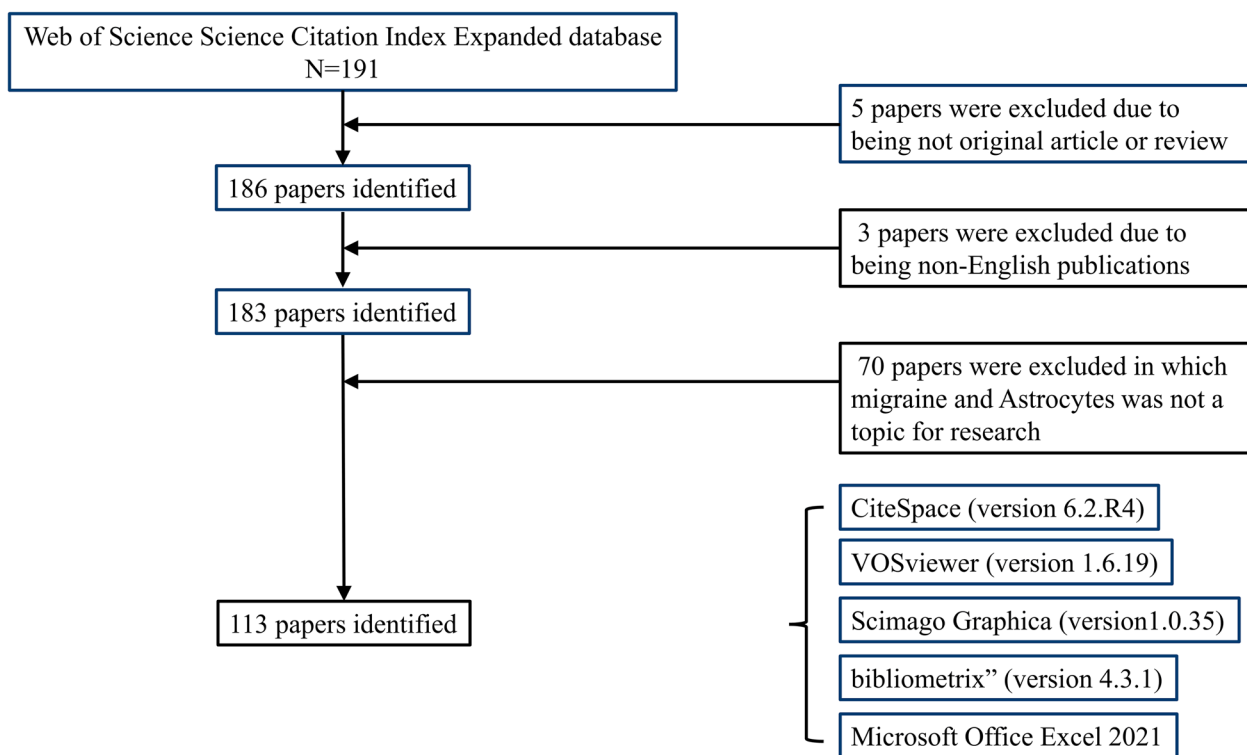 Web of Science Science Citation Index Expanded database
N=191
5 papers were excluded due to
being not original article or review
186 papers identified
3 papers were excluded due to
being non-English publications
183 papers identified
70 papers were excluded in which
migraine and Astrocytes was not a
topic for research
113 papers identified
CiteSpace (version 6.2.R4)
VOSviewer (version 1.6.19)
Scimago Graphica (version1.0.35)
bibliometrix” (version 4.3.1)
Microsoft Office Excel 2021